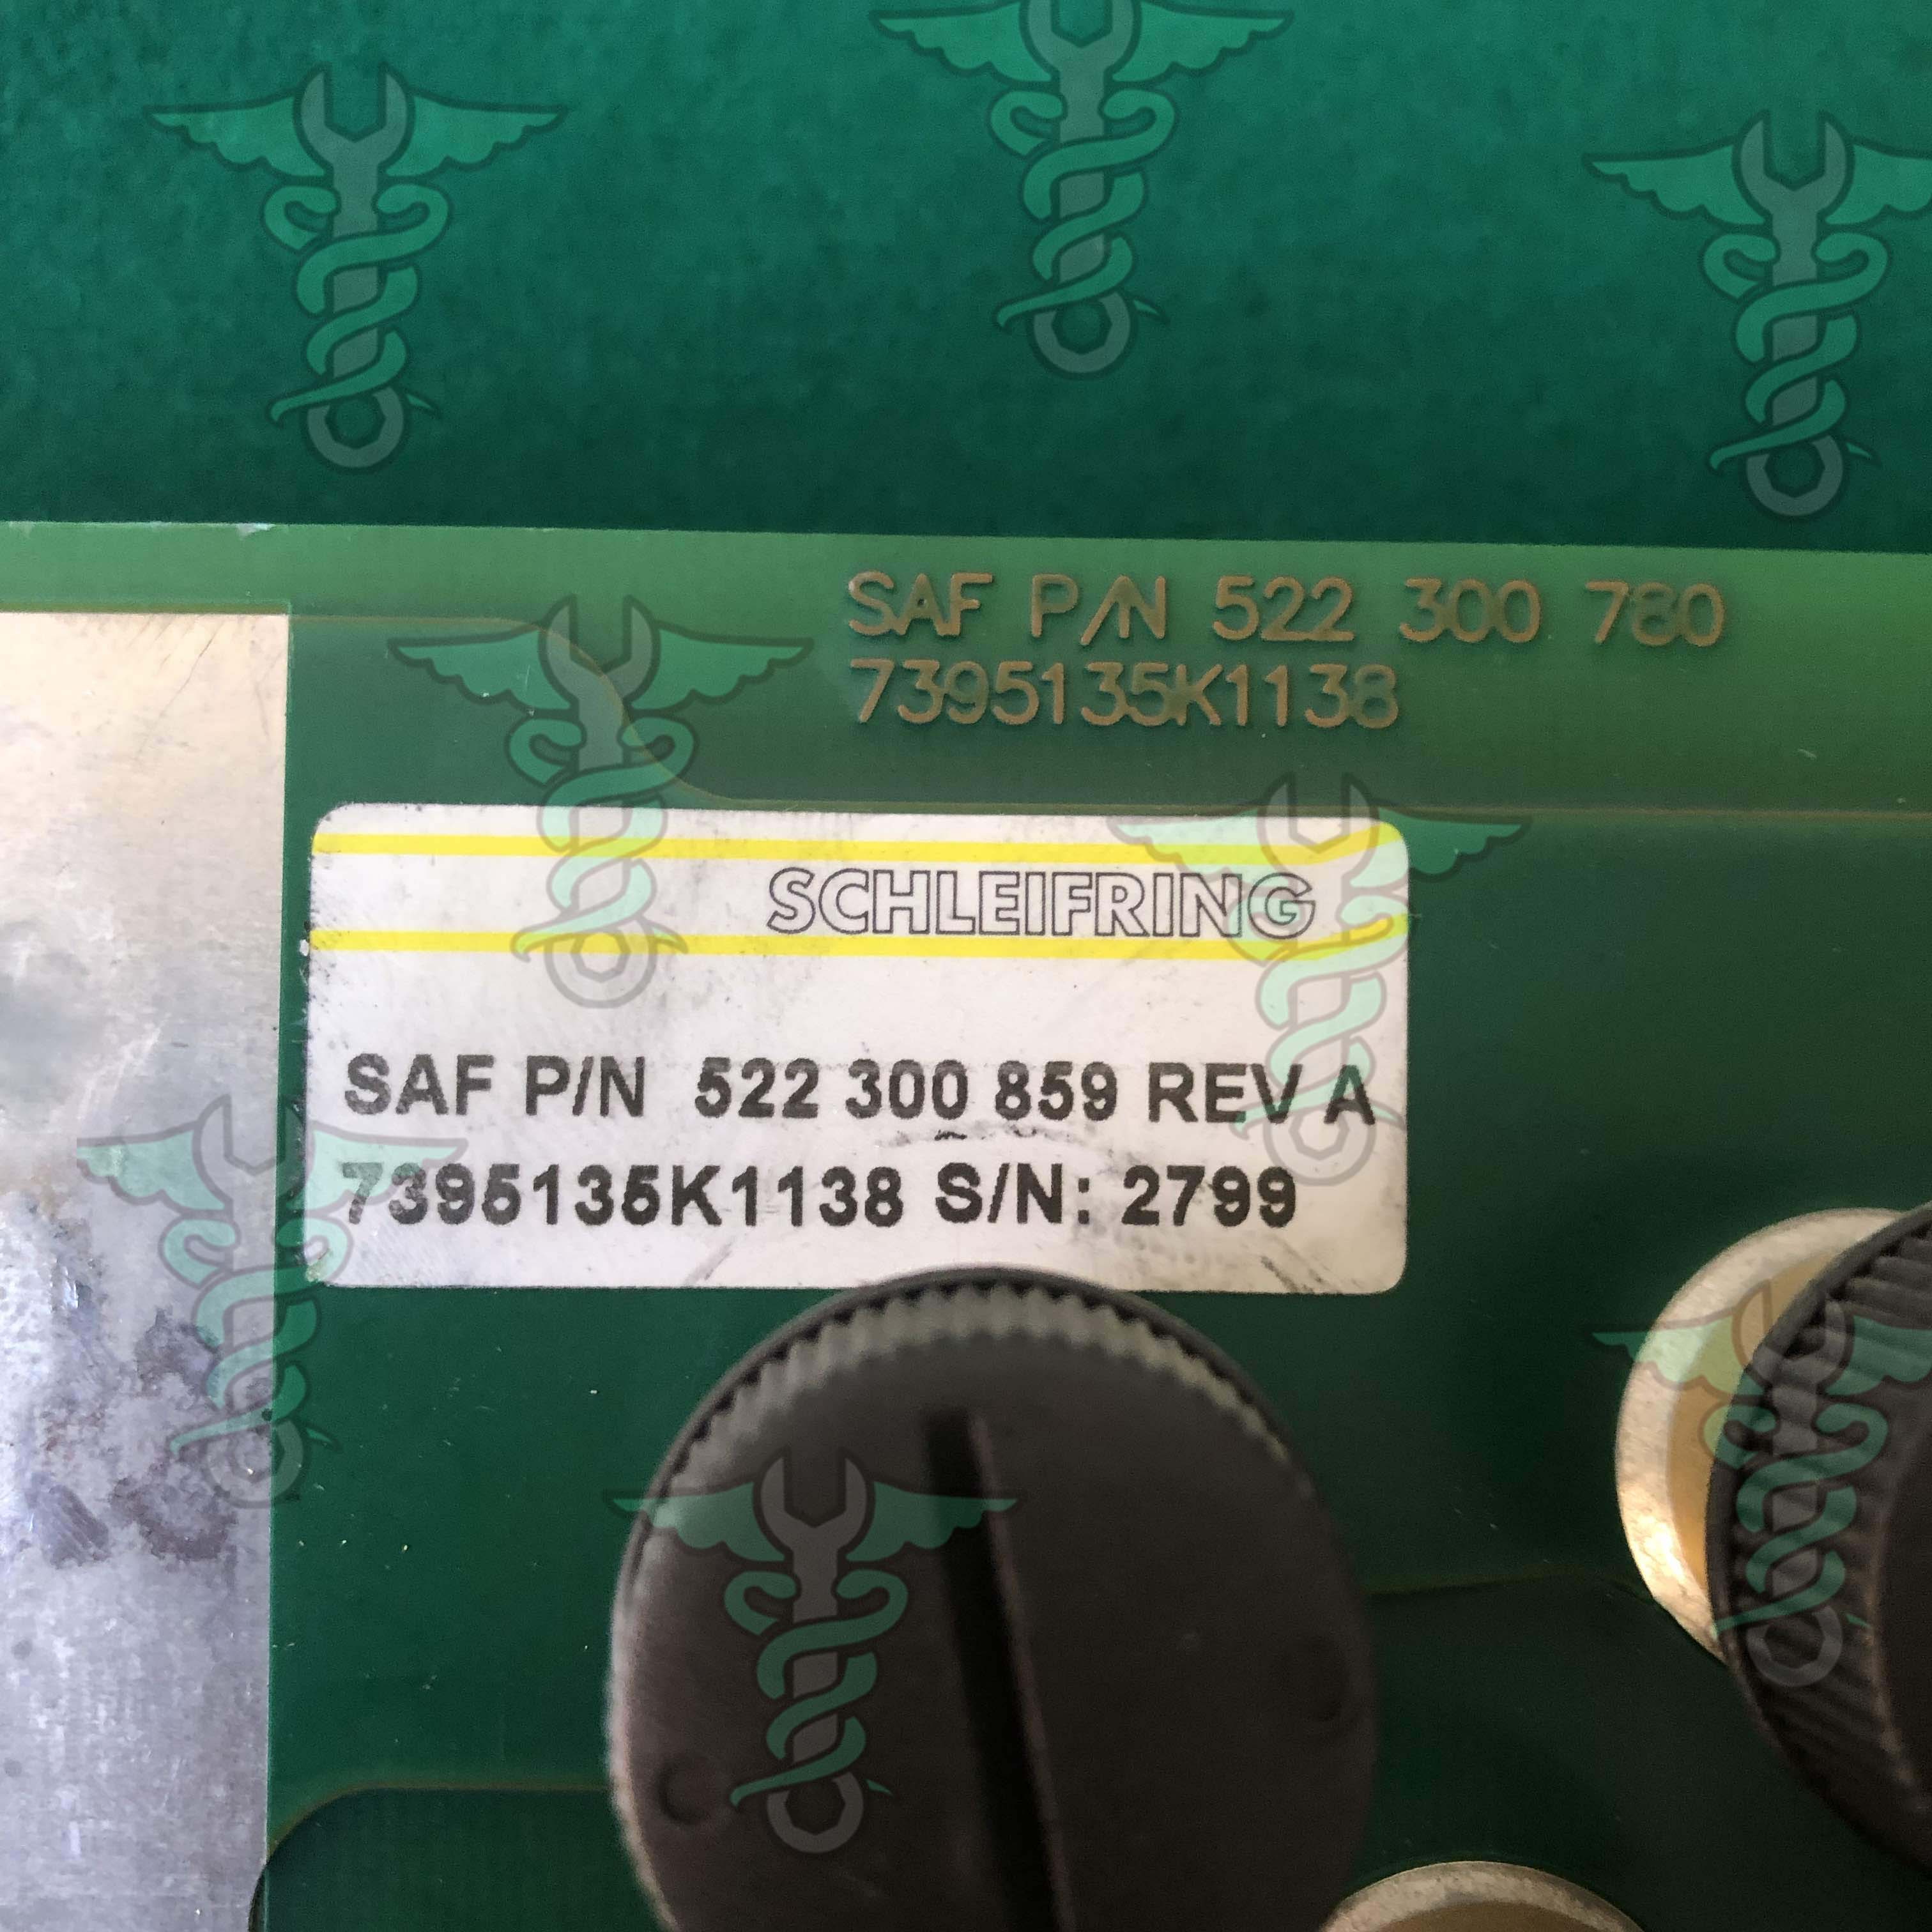 SAF P/N 522 300 780
7395135K1138
SCHLEIFRING
SAF P/N 522 300 859 REV A
7395135K1138 S/N: 2799